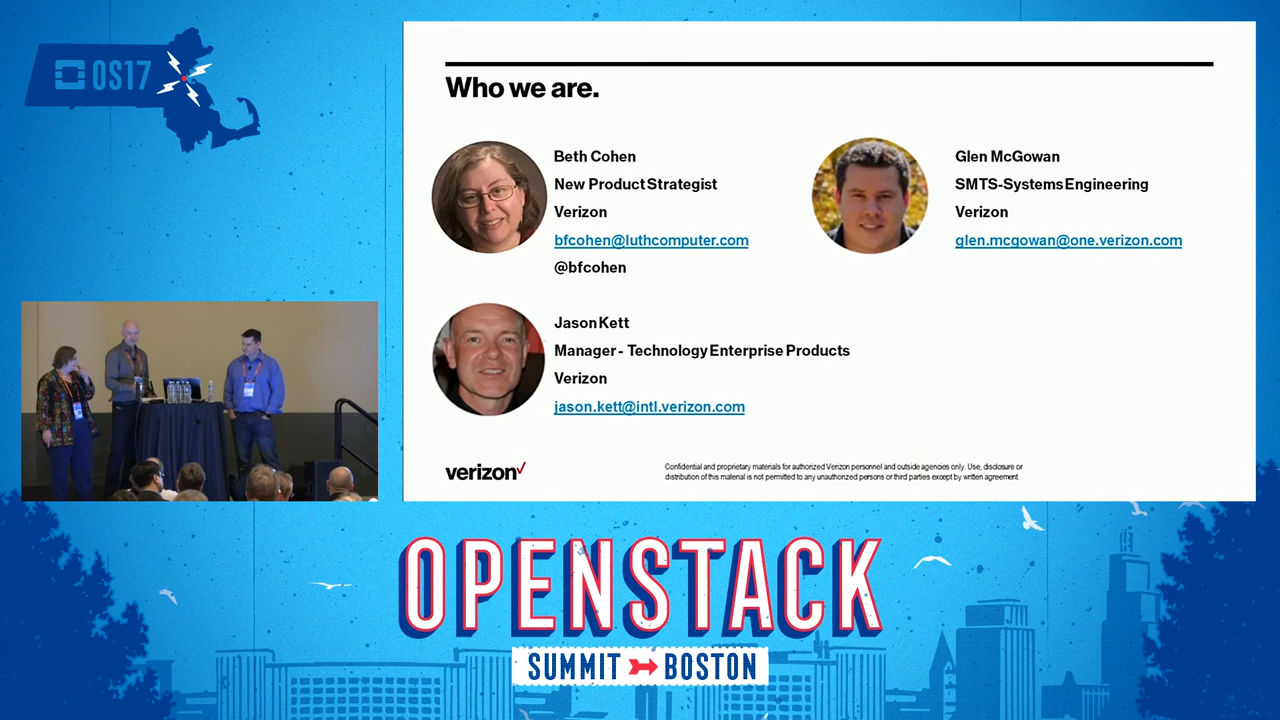 OS17
Who we are.
Beth Cohen
New Product Strategist
Verizon
bfcohen@luthcomputer.com
@bfcohen
Glen McGowan
SMTS-Systems Engineering
Verizon
glen.mcgowan@one.verizon.com
Jason Kett
Manager - Technology Enterprise Products
Verizon
jason.kett@intl.verizon.com
verizon
Confidential and proprietary materials for authorized Verizon personnel and outside agencies only. Use, disclosure or
distribution of this material is not permitted to any unauthorized persons or third parties except by written agreement.
OPENSTACK
SUMMIT BOSTON